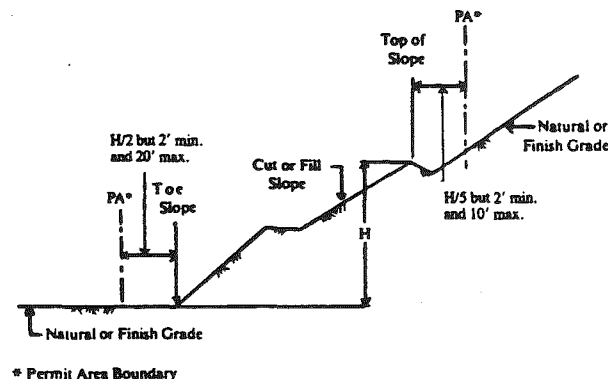 PA*
Top of
Slope
Natural or
Finish Grade
H/2 but 2' min.
and 20' max.
Cut or Fill
Slope
H/5 but 2' min.
and 10' max.
PA*
Toe
Slope
H
Natural or Finish Grade
* Permit Area Boundary